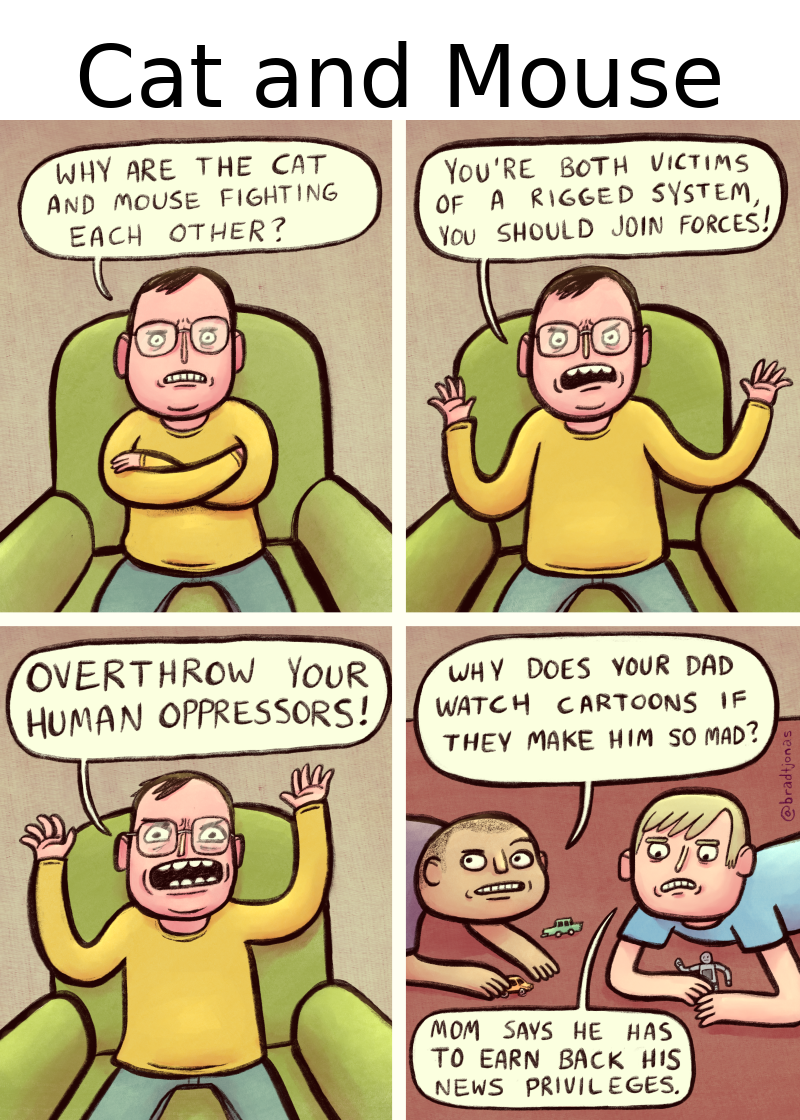 Cat and Mouse
WHY ARE THE CAT
AND MOUSE FIGHTING
EACH OTHER?
YOU'RE BOTH VICTIMS
OF A RIGGED SYSTEM,
YOU SHOULD JOIN FORCES!
OVERTHROW YOUR
HUMAN OPPRESSORS!
WHY DOES YOUR DAD
WATCH CARTOONS IF
THEY MAKE HIM SO MAD?
@bradtjonas
MOM SAYS HE HAS
TO EARN BACK HIS
NEWS PRIVILEGES.